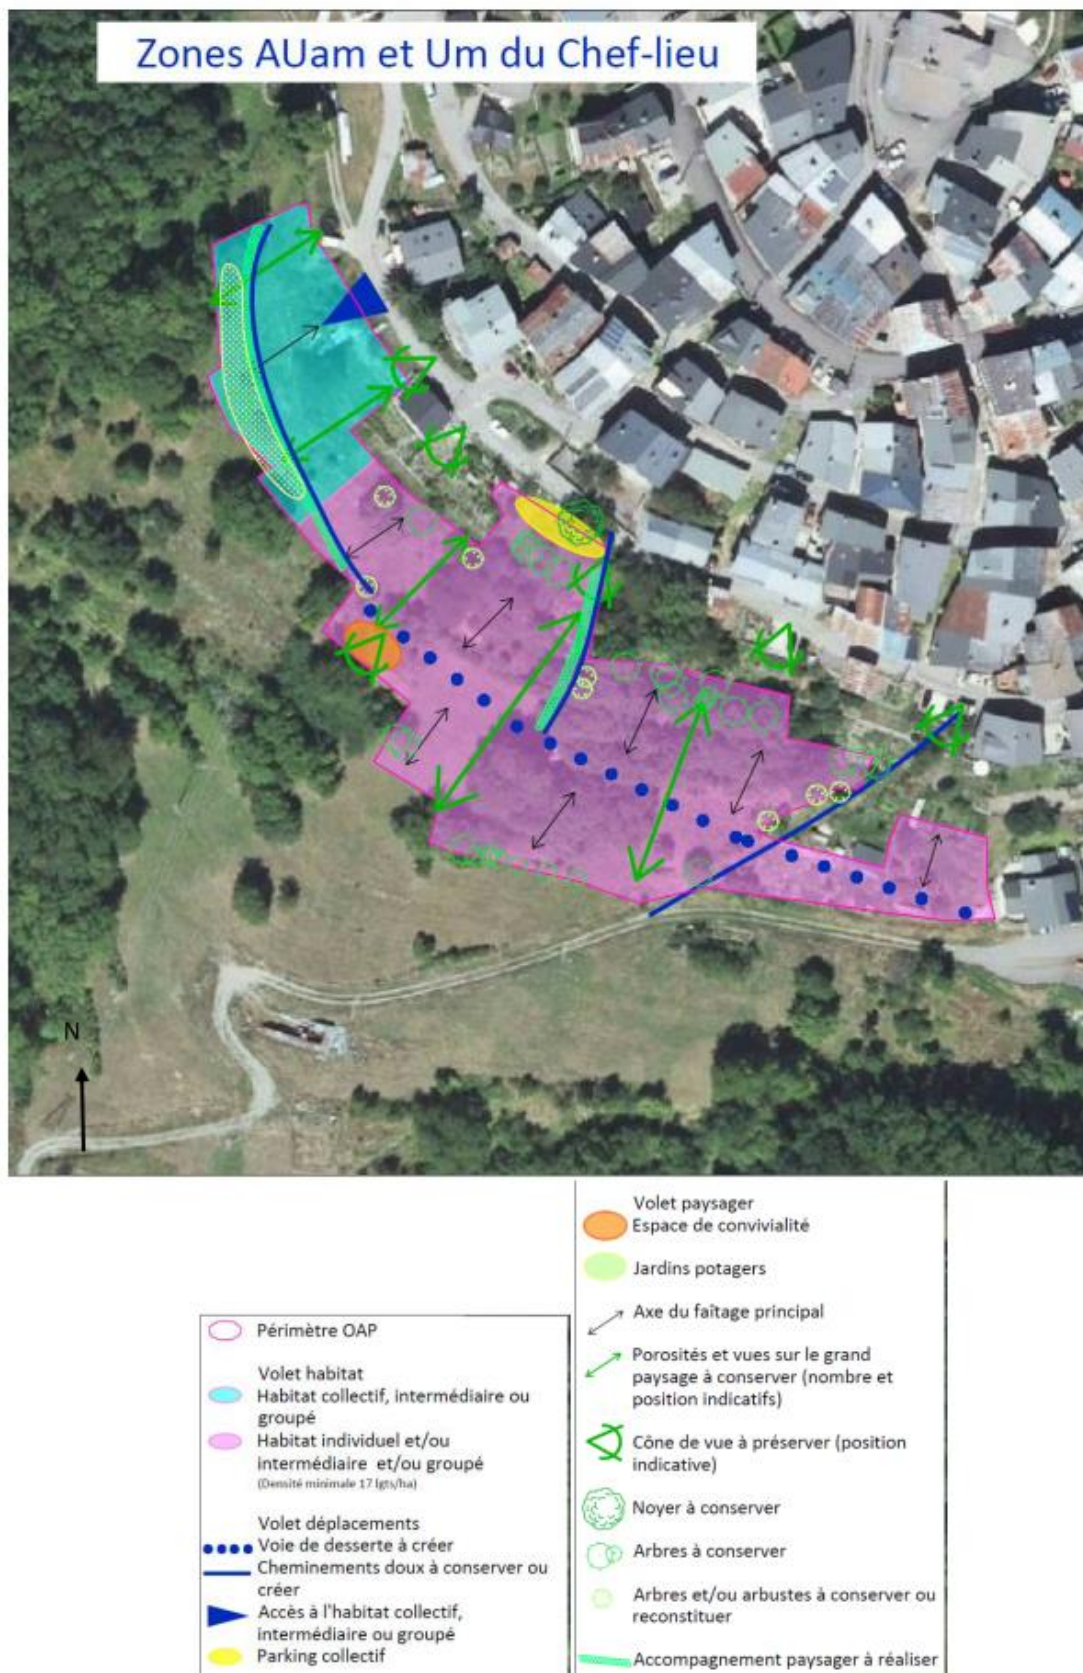 Zones AUam et Um du Chef-lieu
N
Périmètre OAP
Volet habitat
Habitat collectif, intermédiaire ou
groupé
Habitat individuel et/ou
intermédiaire et/ou groupé
(Densité minimale 17 lgts/ha)
Volet déplacements
Voie de desserte à créer
Cheminements doux à conserver ou
créer
Accès à l'habitat collectif,
intermédiaire ou groupé
Parking collectif
Volet paysager
Espace de convivialité
Jardins potagers
Axe du faîtage principal
Porosités et vues sur le grand
paysage à conserver (nombre et
position indicatifs)
Cône de vue à préserver (position
indicative)
Noyer à conserver
Arbres à conserver
Arbres et/ou arbustes à conserver ou
reconstituer
Accompagnement paysager à réaliser